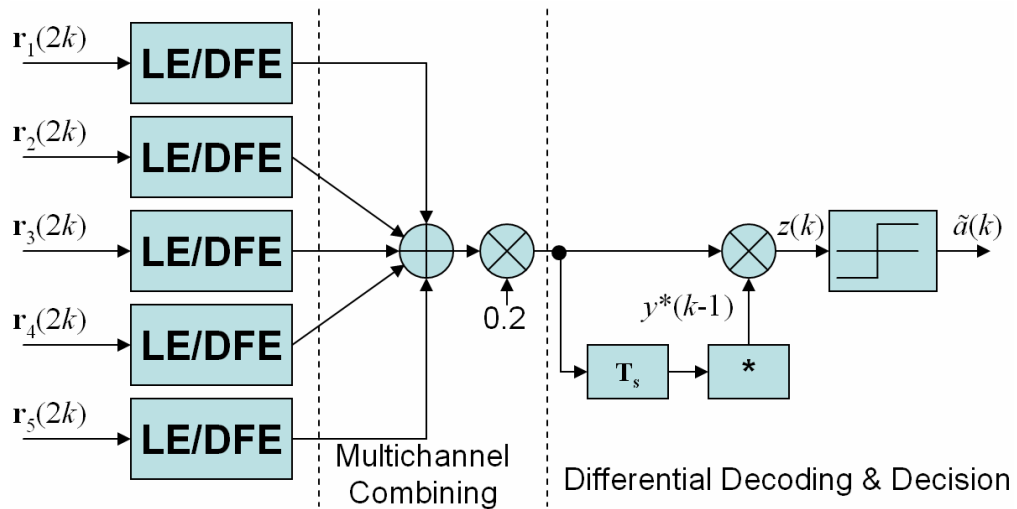 r₁(2k)
LE/DFE
r₂(2k)
LE/DFE
r₃(2k)
LE/DFE
r₄(2k)
LE/DFE
r₅(2k)
LE/DFE
0.2
Multichannel
Combining
z(k)
ã(k)
y*(k-1)
Tₛ
*
Differential Decoding & Decision